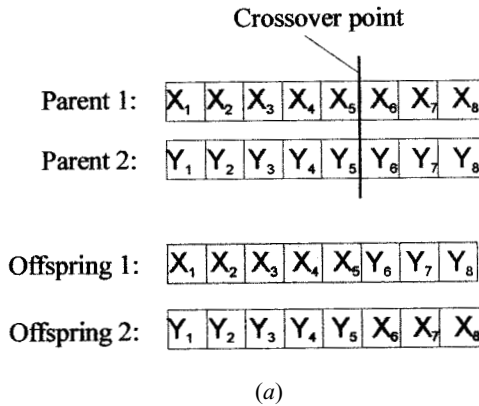 Crossover point
Parent 1: X₁ X₂ X₃ X₄ X₅ X₆ X₇ X₈
Parent 2: Y₁ Y₂ Y₃ Y₄ Y₅ Y₆ Y₇ Y₈
Offspring 1: X₁ X₂ X₃ X₄ X₅ Y₆ Y₇ Y₈
Offspring 2: Y₁ Y₂ Y₃ Y₄ Y₅ X₆ X₇ X₈
(a)